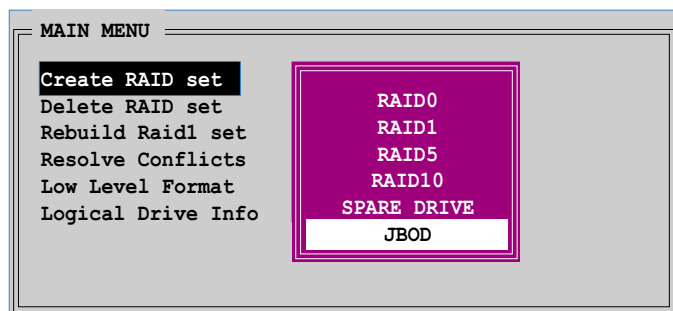 MAIN MENU
Create RAID set
Delete RAID set
Rebuild Raid1 set
Resolve Conflicts
Low Level Format
Logical Drive Info
RAID0
RAID1
RAID5
RAID10
SPARE DRIVE
JBOD